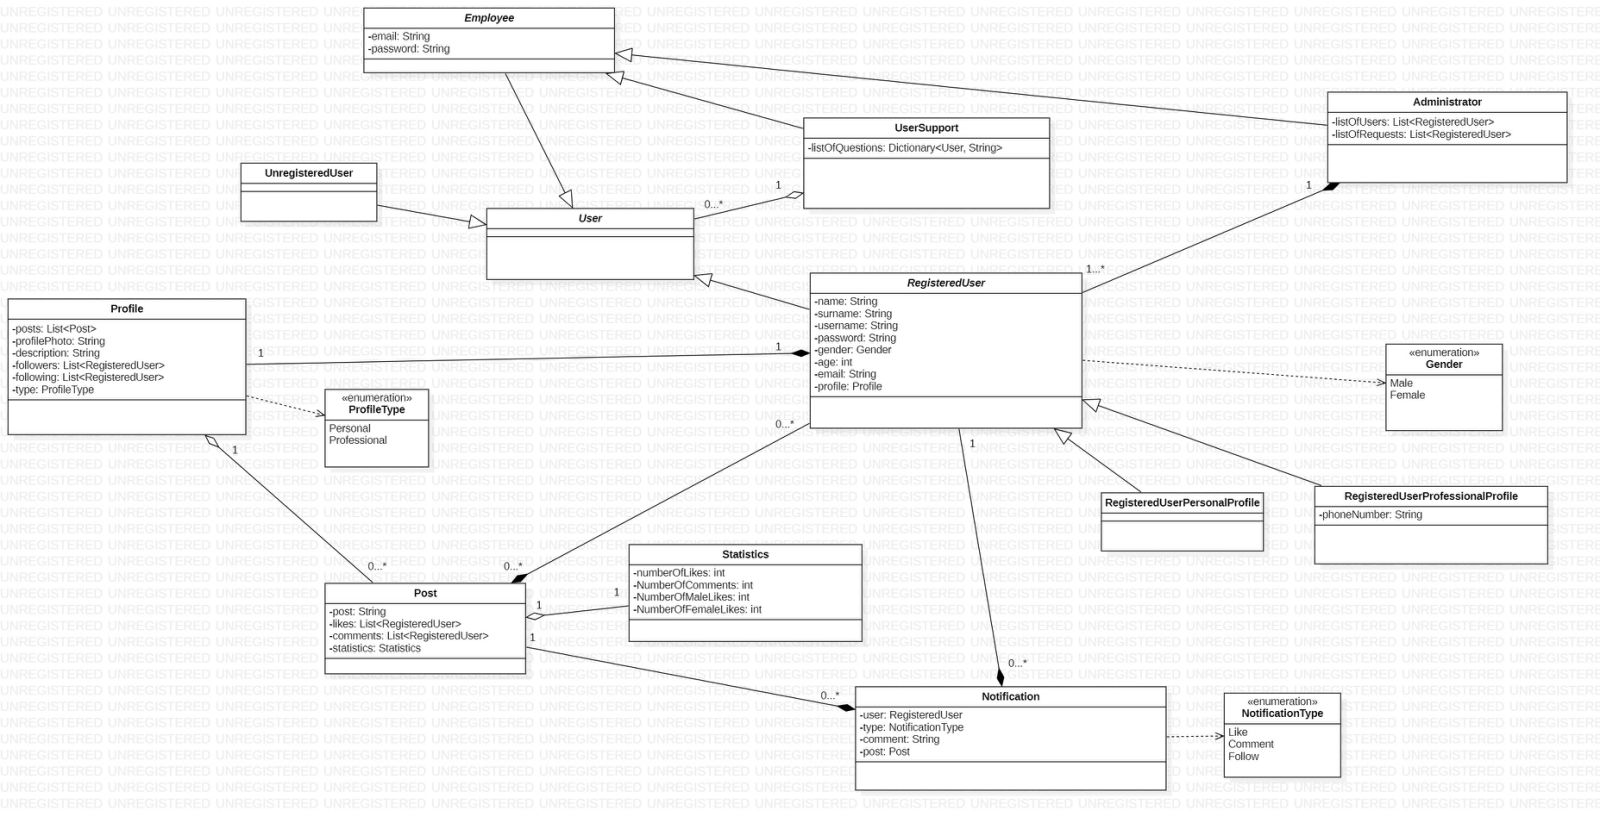 Employee
-email: String
-password: String
Administrator
-listOfUsers: List<RegisteredUser>
-listOfRequests: List<RegisteredUser>
UserSupport
-listOfQuestions: Dictionary<User, String>
UnregisteredUser
1
1
0...*
User
1...*
RegisteredUser
-name: String
-surname: String
-username: String
-password: String
-gender: Gender
-age: int
-email: String
-profile: Profile
Profile
-posts: List<Post>
-profilePhoto: String
-description: String
-followers: List<RegisteredUser>
-following: List<RegisteredUser>
-type: ProfileType
1
1
«enumeration»
Gender
Male
Female
«enumeration»
ProfileType
Personal
Professional
0...*
1
1
RegisteredUserPersonalProfile
RegisteredUserProfessionalProfile
-phoneNumber: String
0...*
0...*
Statistics
-numberOfLikes: int
-NumberOfComments: int
-NumberOfMaleLikes: int
-NumberOfFemaleLikes: int
Post
-post: String
-likes: List<RegisteredUser>
-comments: List<RegisteredUser>
-statistics: Statistics
1
1
1
0...*
0...*
Notification
-user: RegisteredUser
-type: NotificationType
-comment: String
-post: Post
«enumeration»
NotificationType
Like
Comment
Follow
UNREGISTERED